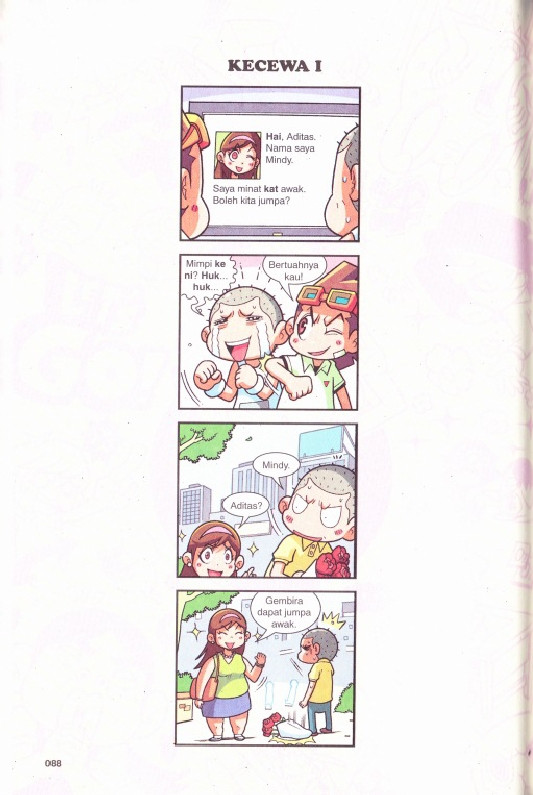 KECEWA I
Hai, Aditas.
Nama saya
Mindy.
Saya minat kat awak.
Boleh kita jumpa?
Mimpi ke
ni? Huk...
huk...
Bertuahnya
kau!
Mindy.
Aditas?
Gembira
dapat jumpa
awak.
088